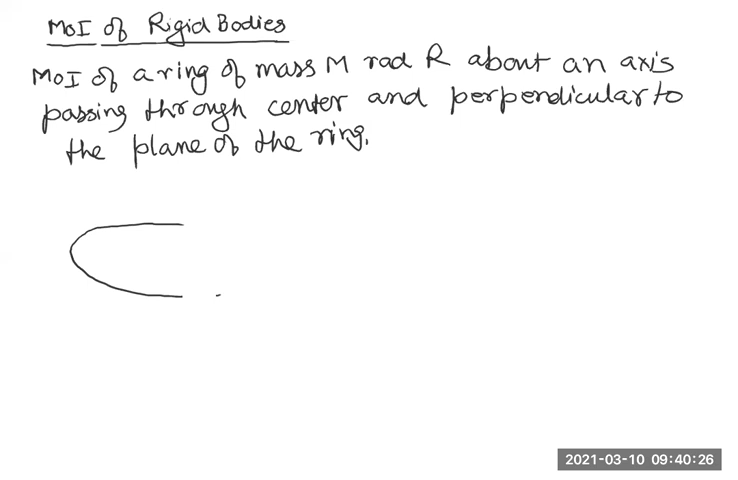 MOI of Rigid Bodies
MOI of a ring of mass M rad R about an axis
passing through center and perpendicular to
the plane of the ring.
2021-03-10 09:40:26